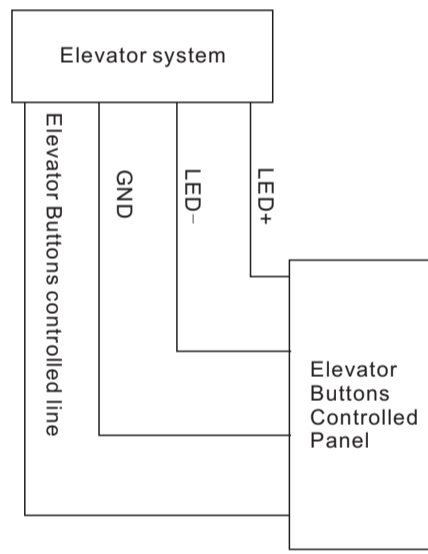 Elevator system
Elevator Buttons controlled line
GND
LED−
LED+
Elevator
Buttons
Controlled
Panel